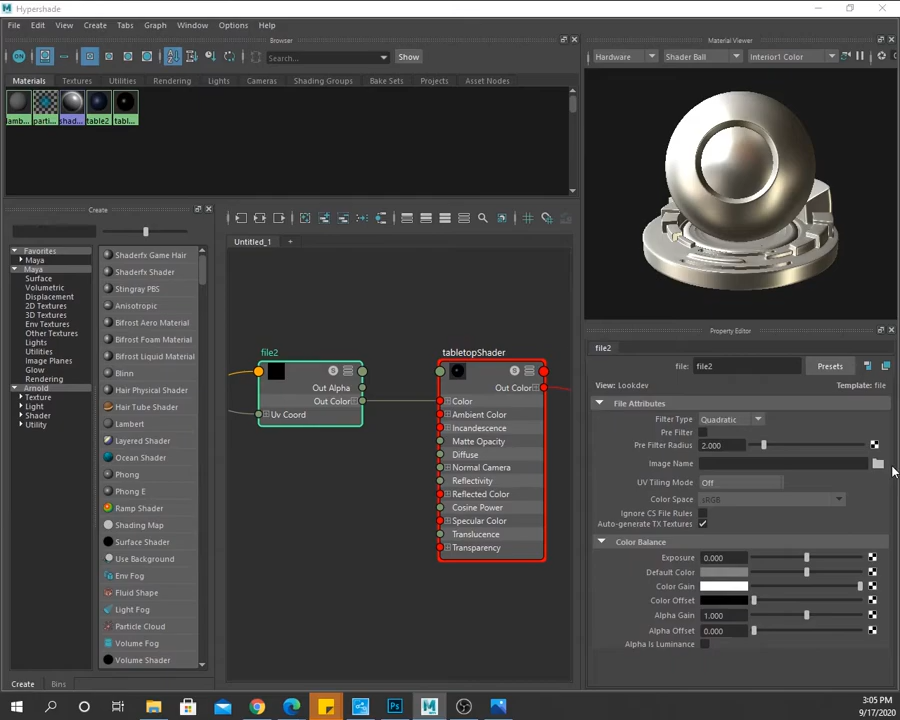 Hypershade
File Edit View Create Tabs Graph Window Options Help
Browser
Material Viewer
ON
Search...
Show
Hardware
Shader Ball
Interior1 Color
Materials Textures Utilities Rendering Lights Cameras Shading Groups Bake Sets Projects Asset Nodes
lamb... parti... shad... table2 tabl...
Create
Untitled_1 +
Favorites
Maya
Maya
Surface
Volumetric
Displacement
2D Textures
3D Textures
Env Textures
Other Textures
Lights
Utilities
Image Planes
Glow
Rendering
Arnold
Texture
Light
Shader
Utility
Shaderfx Game Hair
Shaderfx Shader
Stingray PBS
Anisotropic
Bifrost Aero Material
Bifrost Foam Material
Bifrost Liquid Material
Blinn
Hair Physical Shader
Hair Tube Shader
Lambert
Layered Shader
Ocean Shader
Phong
Phong E
Ramp Shader
Shading Map
Surface Shader
Use Background
Env Fog
Fluid Shape
Light Fog
Particle Cloud
Volume Fog
Volume Shader
Create Bins
file2
S
Out Alpha
Out Color
Uv Coord
tabletopShader
S
Out Color
Color
Ambient Color
Incandescence
Matte Opacity
Diffuse
Normal Camera
Reflectivity
Reflected Color
Cosine Power
Specular Color
Translucence
Transparency
Property Editor
file2
file: file2
Presets
View: Lookdev
Template: file
File Attributes
Filter Type Quadratic
Pre Filter
Pre Filter Radius 2.000
Image Name
UV Tiling Mode Off
Color Space sRGB
Ignore CS File Rules
Auto-generate TX Textures
Color Balance
Exposure 0.000
Default Color
Color Gain
Color Offset
Alpha Gain 1.000
Alpha Offset 0.000
Alpha Is Luminance
3:05 PM
9/17/2020